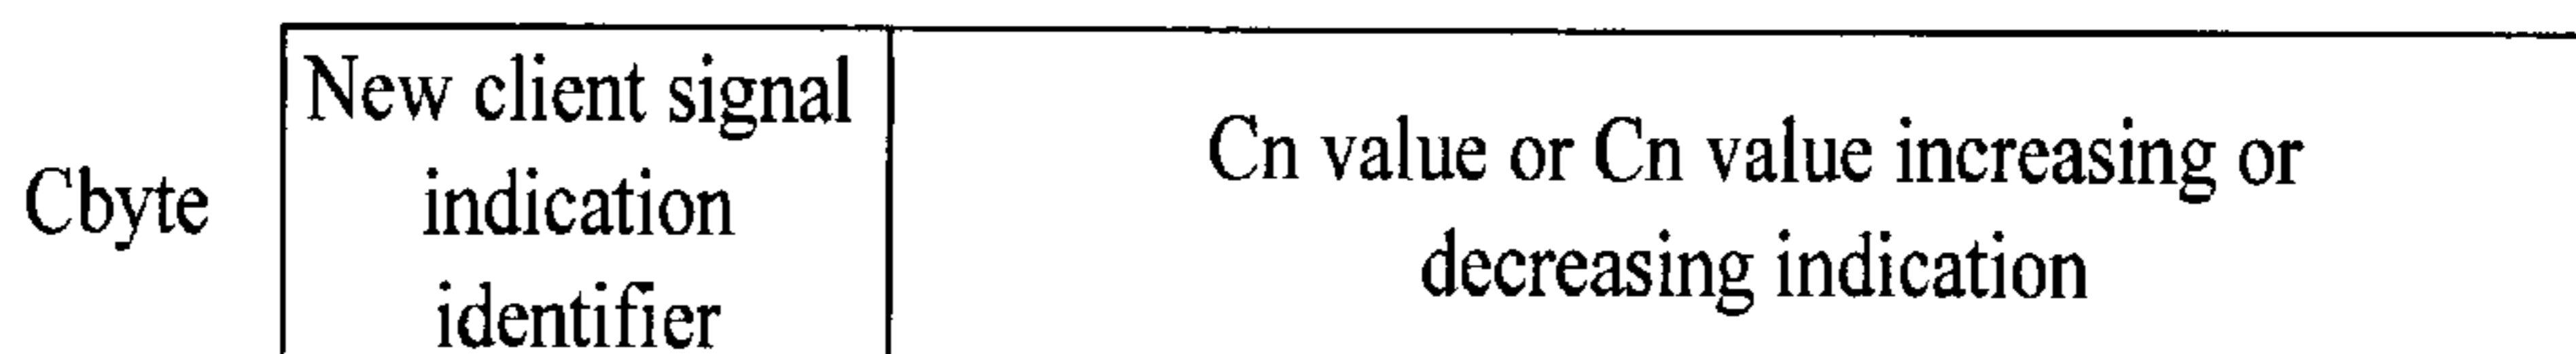 Cbyte
New client signal
indication
identifier
Cn value or Cn value increasing or
decreasing indication